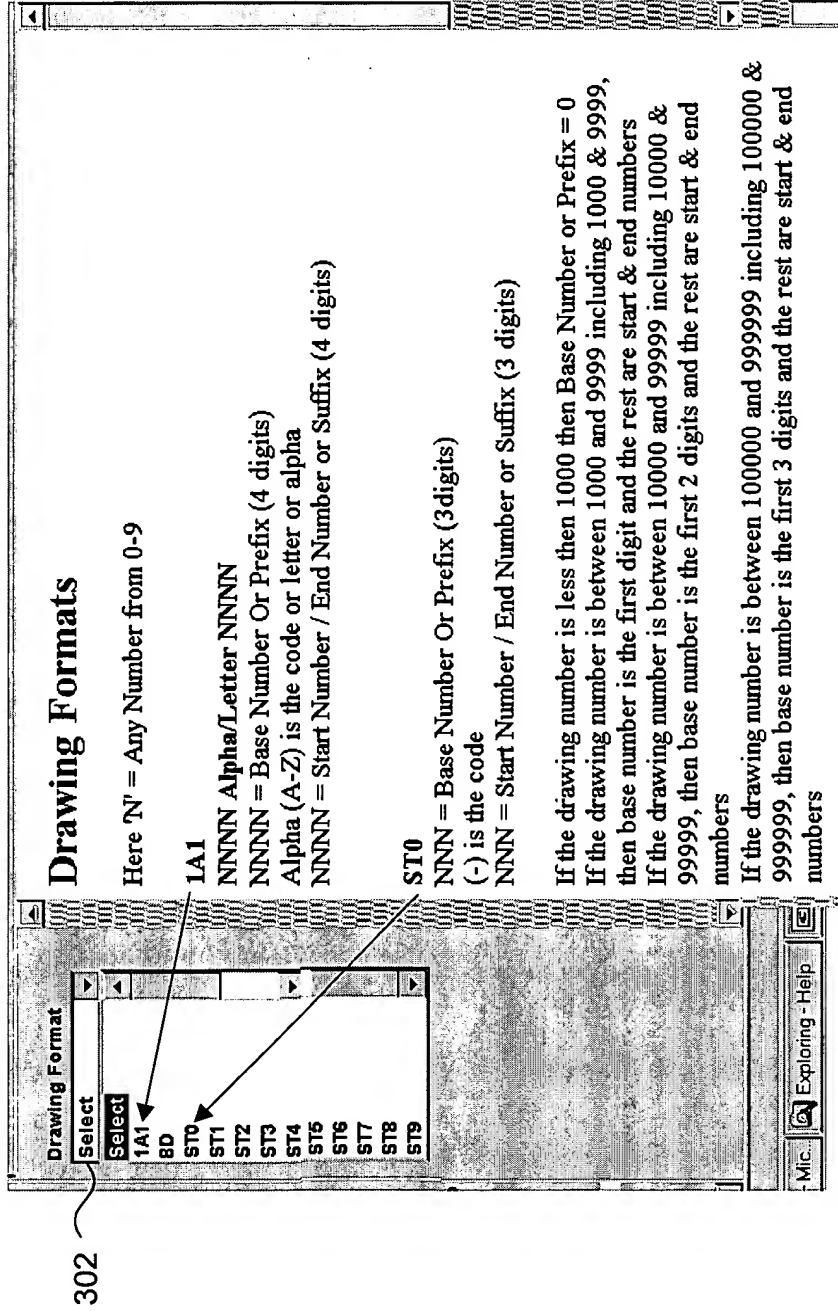 302
Drawing Format
Select
Select
1A1
8D
ST0
ST1
ST2
ST3
ST4
ST5
ST6
ST7
ST8
ST9
Mic..
Exploring - Help
Drawing Formats
Here 'N' = Any Number from 0-9
1A1
NNNN Alpha/Letter NNNN
NNNN = Base Number Or Prefix (4 digits)
Alpha (A-Z) is the code or letter or alpha
NNNN = Start Number / End Number or Suffix (4 digits)
ST0
NNN = Base Number Or Prefix (3digits)
(-) is the code
NNN = Start Number / End Number or Suffix (3 digits)
If the drawing number is less then 1000 then Base Number or Prefix = 0
If the drawing number is between 1000 and 9999 including 1000 & 9999,
then base number is the first digit and the rest are start & end numbers
If the drawing number is between 10000 and 99999 including 10000 &
99999, then base number is the first 2 digits and the rest are start & end
numbers
If the drawing number is between 100000 and 999999 including 100000 &
999999, then base number is the first 3 digits and the rest are start & end
numbers